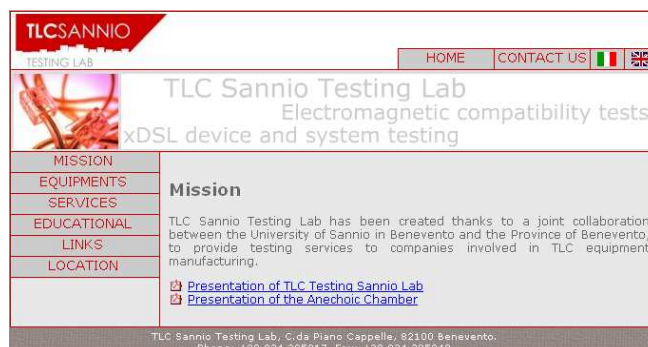 TLCSANNIO
TESTING LAB
HOME
CONTACT US
TLC Sannio Testing Lab
Electromagnetic compatibility tests
xDSL device and system testing
MISSION
EQUIPMENTS
SERVICES
EDUCATIONAL
LINKS
LOCATION
Mission
TLC Sannio Testing Lab has been created thanks to a joint collaboration
between the University of Sannio in Benevento and the Province of Benevento,
to provide testing services to companies involved in TLC equipment
manufacturing.
Presentation of TLC Testing Sannio Lab
Presentation of the Anechoic Chamber
TLC Sannio Testing Lab, C.da Piano Cappelle, 82100 Benevento.